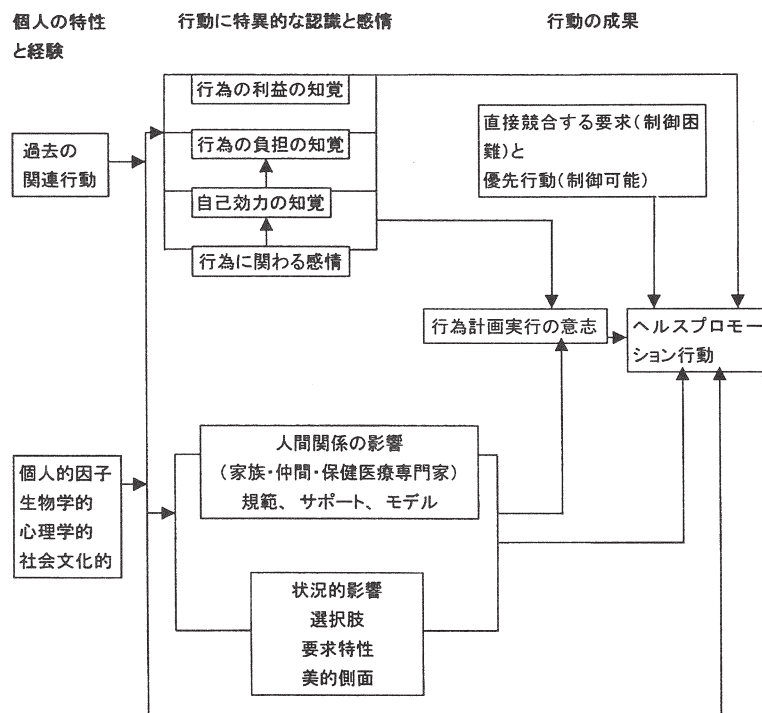 個人の特性
と経験
行動に特異的な認識と感情
行動の成果
行為の利益の知覚
行為の負担の知覚
自己効力の知覚
行為に関わる感情
過去の
関連行動
直接競合する要求(制御困
難)と
優先行動(制御可能)
行為計画実行の意志
ヘルスプロモー
ション行動
個人的因子
生物学的
心理学的
社会文化的
人間関係の影響
(家族・仲間・保健医療専門家)
規範、サポート、モデル
状況的影響
選択肢
要求特性
美的側面